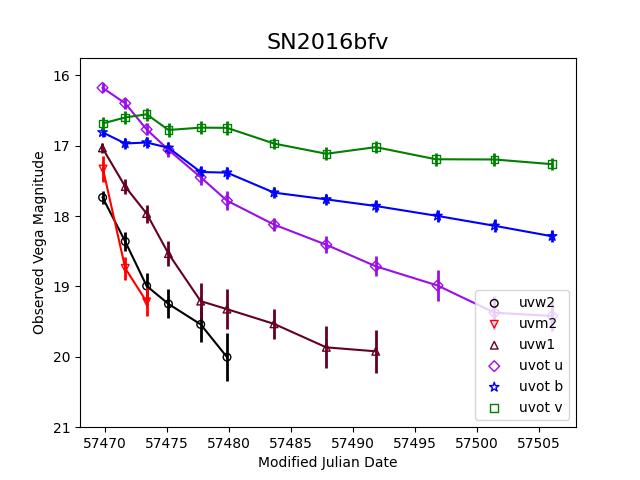 SN2016bfv
Observed Vega Magnitude
16
17
18
19
20
21
57470 57475 57480 57485 57490 57495 57500 57505
Modified Julian Date
uvw2
uvm2
uvw1
uvot u
uvot b
uvot v